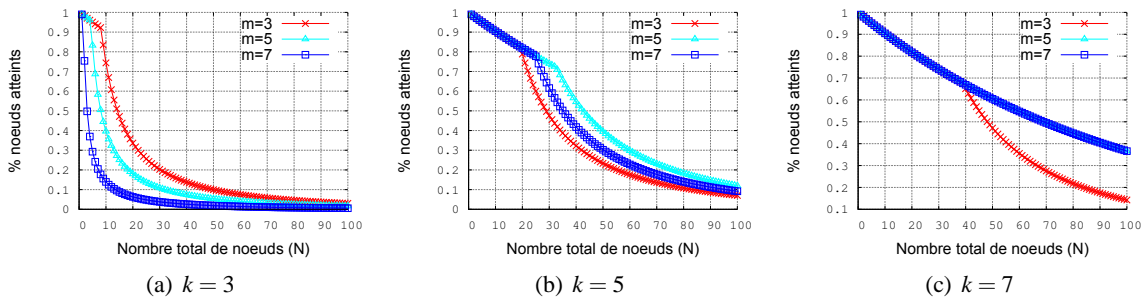 m=3
m=5
m=7
% noeuds atteints
1
0.9
0.8
0.7
0.6
0.5
0.4
0.3
0.2
0.1
0
0 10 20 30 40 50 60 70 80 90 100
Nombre total de noeuds (N)
(a) k = 3
m=3
m=5
m=7
% noeuds atteints
1
0.9
0.8
0.7
0.6
0.5
0.4
0.3
0.2
0.1
0
0 10 20 30 40 50 60 70 80 90 100
Nombre total de noeuds (N)
(b) k = 5
m=3
m=5
m=7
% noeuds atteints
1
0.9
0.8
0.7
0.6
0.5
0.4
0.3
0.2
0.1
0 10 20 30 40 50 60 70 80 90 100
Nombre total de noeuds (N)
(c) k = 7